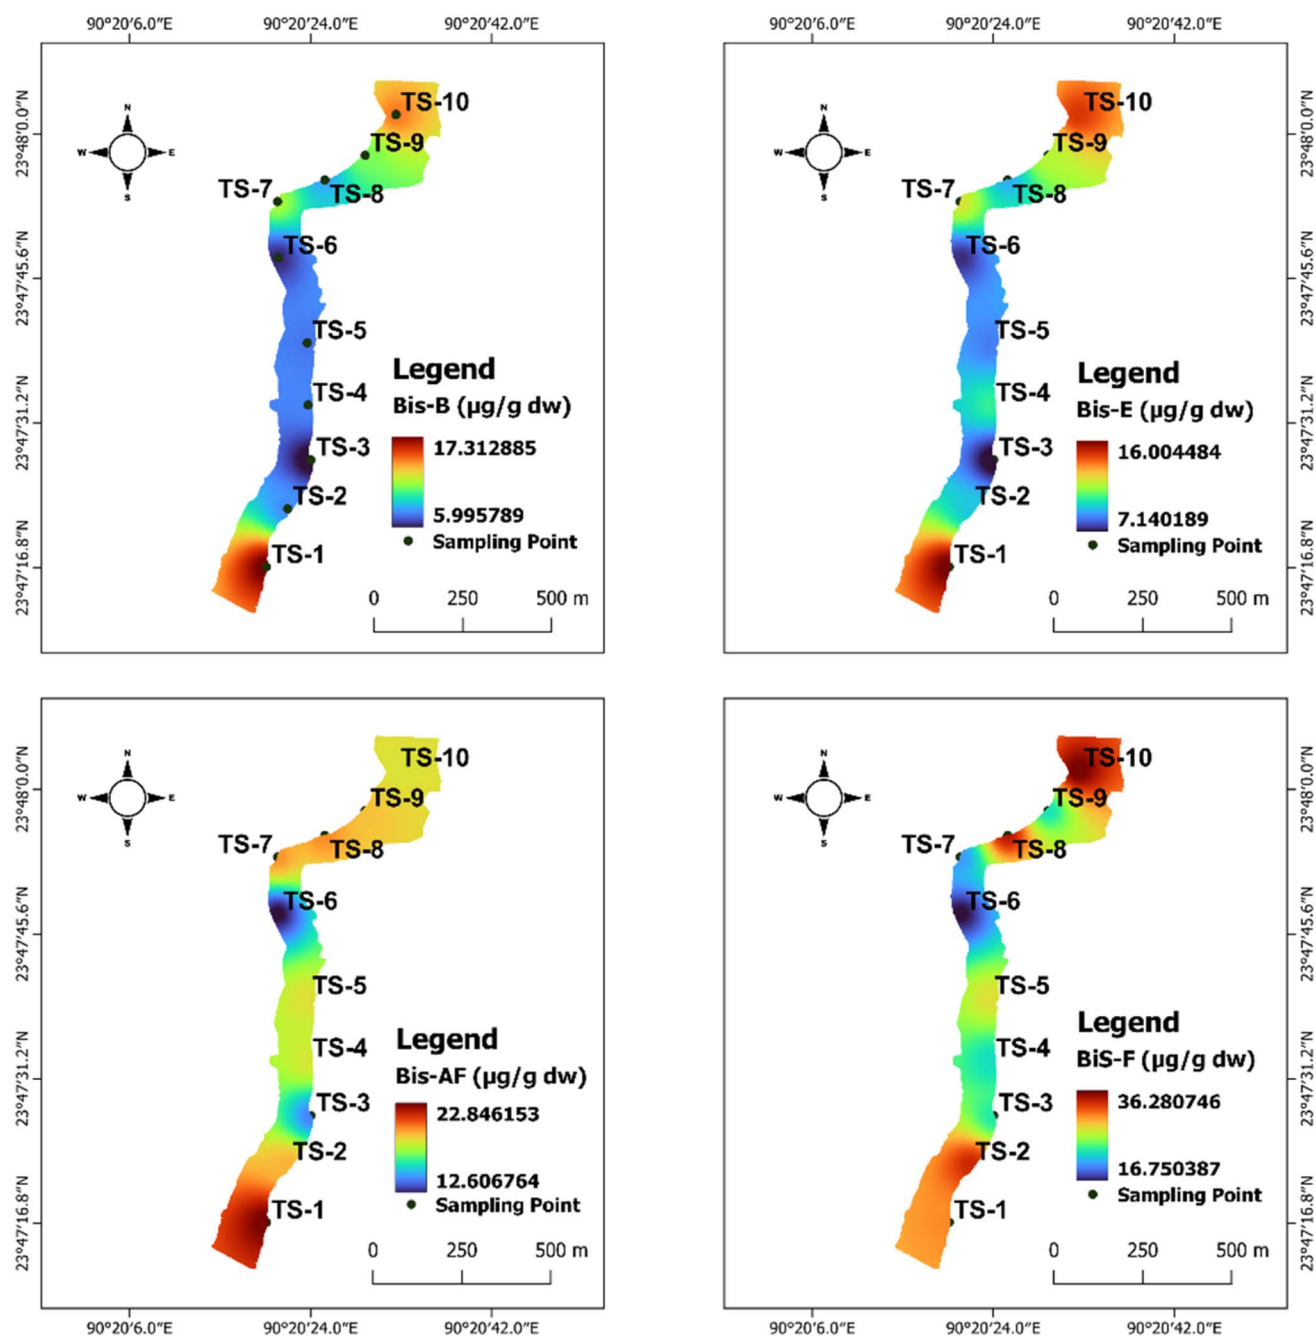 90°20'6.0"E 90°20'24.0"E 90°20'42.0"E
23°48'0.0"N
23°47'45.6"N
23°47'31.2"N
23°47'16.8"N
N
W E
S
TS-10
TS-9
TS-8
TS-7
TS-6
TS-5
TS-4
TS-3
TS-2
TS-1
Legend
Bis-B (μg/g dw)
17.312885
5.995789
Sampling Point
0 250 500 m
90°20'6.0"E 90°20'24.0"E 90°20'42.0"E
N
W E
S
TS-10
TS-9
TS-8
TS-7
TS-6
TS-5
TS-4
TS-3
TS-2
TS-1
Legend
Bis-E (μg/g dw)
16.004484
7.140189
Sampling Point
0 250 500 m
23°48'0.0"N
23°47'45.6"N
23°47'31.2"N
23°47'16.8"N
23°48'0.0"N
23°47'45.6"N
23°47'31.2"N
23°47'16.8"N
N
W E
S
TS-10
TS-9
TS-8
TS-7
TS-6
TS-5
TS-4
TS-3
TS-2
TS-1
Legend
Bis-AF (μg/g dw)
22.846153
12.606764
Sampling Point
0 250 500 m
90°20'6.0"E 90°20'24.0"E 90°20'42.0"E
N
W E
S
TS-10
TS-9
TS-8
TS-7
TS-6
TS-5
TS-4
TS-3
TS-2
TS-1
Legend
BiS-F (μg/g dw)
36.280746
16.750387
Sampling Point
0 250 500 m
23°48'0.0"N
23°47'45.6"N
23°47'31.2"N
23°47'16.8"N
90°20'6.0"E 90°20'24.0"E 90°20'42.0"E